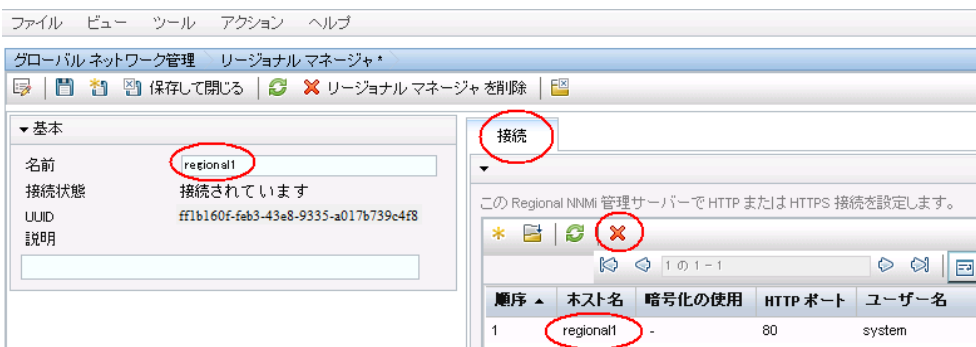 ファイル ビュー ツール アクション ヘルプ
グローバル ネットワーク管理 リージョナル マネージャ *
保存して閉じる リージョナル マネージャ を削除
▼基本
名前 regional1
接続状態 接続されています
UUID ff1b160f-feb3-43e8-9335-a017b739c4f8
説明
接続
この Regional NNMi 管理サーバーで HTTP または HTTPS 接続を設定します。
1 の 1 - 1
順序 ▲ ホスト名 暗号化の使用 HTTP ポート ユーザー名
1 regional1 - 80 system